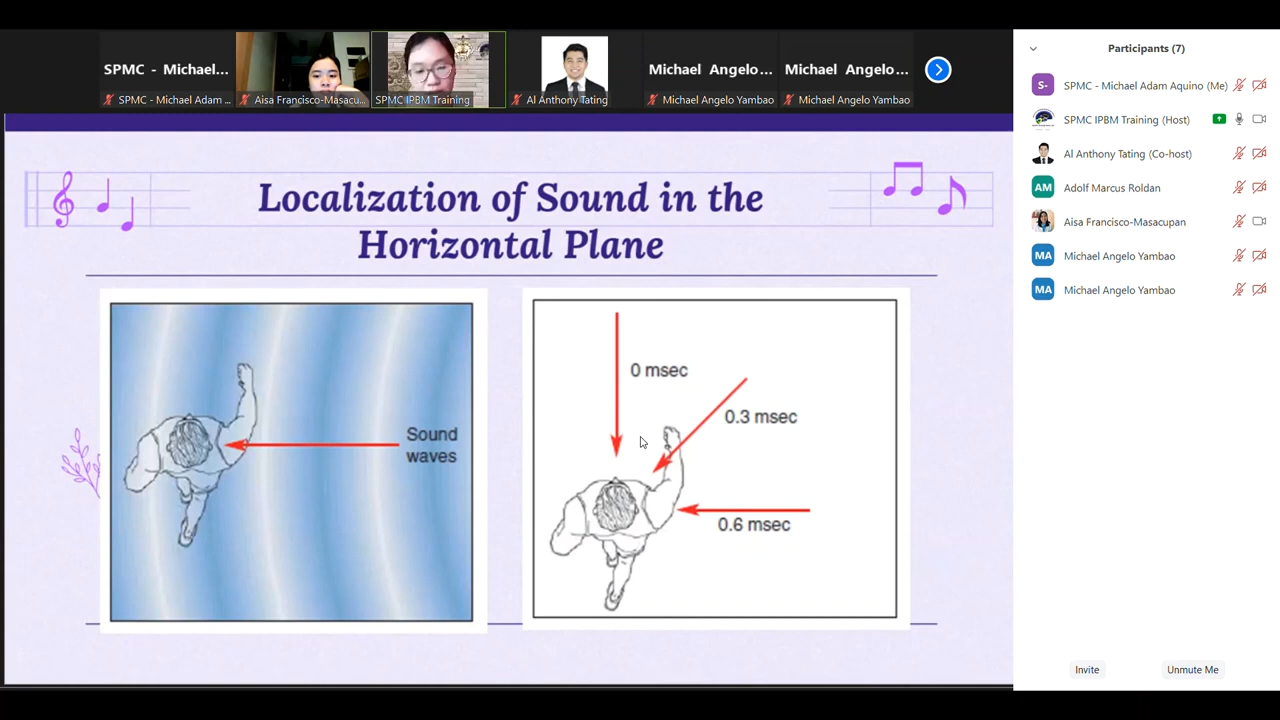 SPMC - Michael...
SPMC - Michael Adam ...
Aisa Francisco-Masacu...
SPMC IPBM Training
Al Anthony Tating
Michael Angelo...
Michael Angelo Yambao
Michael Angelo...
Michael Angelo Yambao
Localization of Sound in the
Horizontal Plane
Sound
waves
0 msec
0.3 msec
0.6 msec
Participants (7)
S-
SPMC - Michael Adam Aquino (Me)
SPMC IPBM Training (Host)
Al Anthony Tating (Co-host)
AM
Adolf Marcus Roldan
Aisa Francisco-Masacupan
MA
Michael Angelo Yambao
MA
Michael Angelo Yambao
Invite
Unmute Me